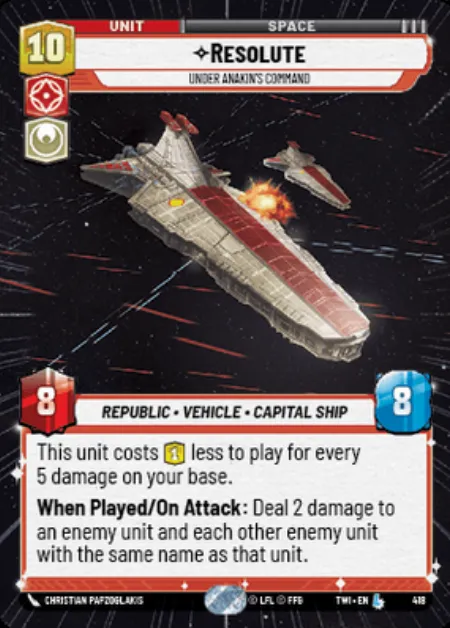 UNIT SPACE
10
RESOLUTE
UNDER ANAKIN'S COMMAND
8 REPUBLIC • VEHICLE • CAPITAL SHIP 8
This unit costs 1 less to play for every
5 damage on your base.
When Played/On Attack: Deal 2 damage to
an enemy unit and each other enemy unit
with the same name as that unit.
CHRISTIAN PAPZOGLAKIS © LFL © FFG TWI • EN L 418